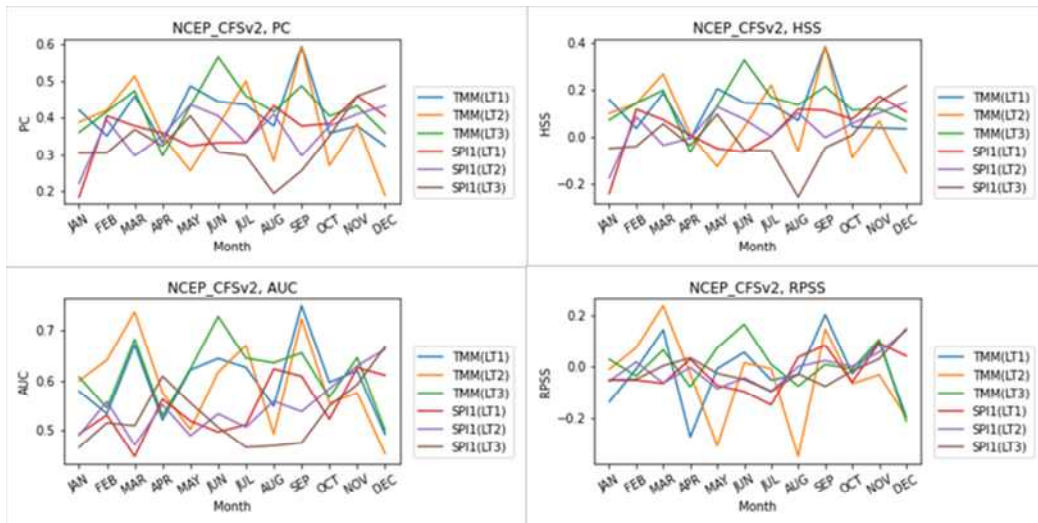 NCEP_CFSv2, PC
0.6
0.5
0.4
0.3
0.2
PC
JAN FEB MAR APR MAY JUN JUL AUG SEP OCT NOV DEC
Month
TMM(LT1)
TMM(LT2)
TMM(LT3)
SPI1(LT1)
SPI1(LT2)
SPI1(LT3)
NCEP_CFSv2, HSS
0.4
0.2
0.0
−0.2
HSS
JAN FEB MAR APR MAY JUN JUL AUG SEP OCT NOV DEC
Month
TMM(LT1)
TMM(LT2)
TMM(LT3)
SPI1(LT1)
SPI1(LT2)
SPI1(LT3)
NCEP_CFSv2, AUC
0.7
0.6
0.5
AUC
JAN FEB MAR APR MAY JUN JUL AUG SEP OCT NOV DEC
Month
TMM(LT1)
TMM(LT2)
TMM(LT3)
SPI1(LT1)
SPI1(LT2)
SPI1(LT3)
NCEP_CFSv2, RPSS
0.2
0.0
−0.2
RPSS
JAN FEB MAR APR MAY JUN JUL AUG SEP OCT NOV DEC
Month
TMM(LT1)
TMM(LT2)
TMM(LT3)
SPI1(LT1)
SPI1(LT2)
SPI1(LT3)